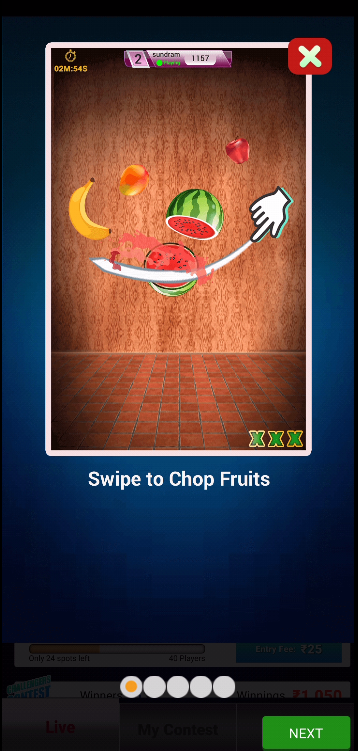 2 sundram 1157
Playing
02M:54S
X X X
Swipe to Chop Fruits
Entry Fee: ₹25
Only 24 spots left 40 Players
Winners Winnings ₹1,050
Live My Contest
NEXT